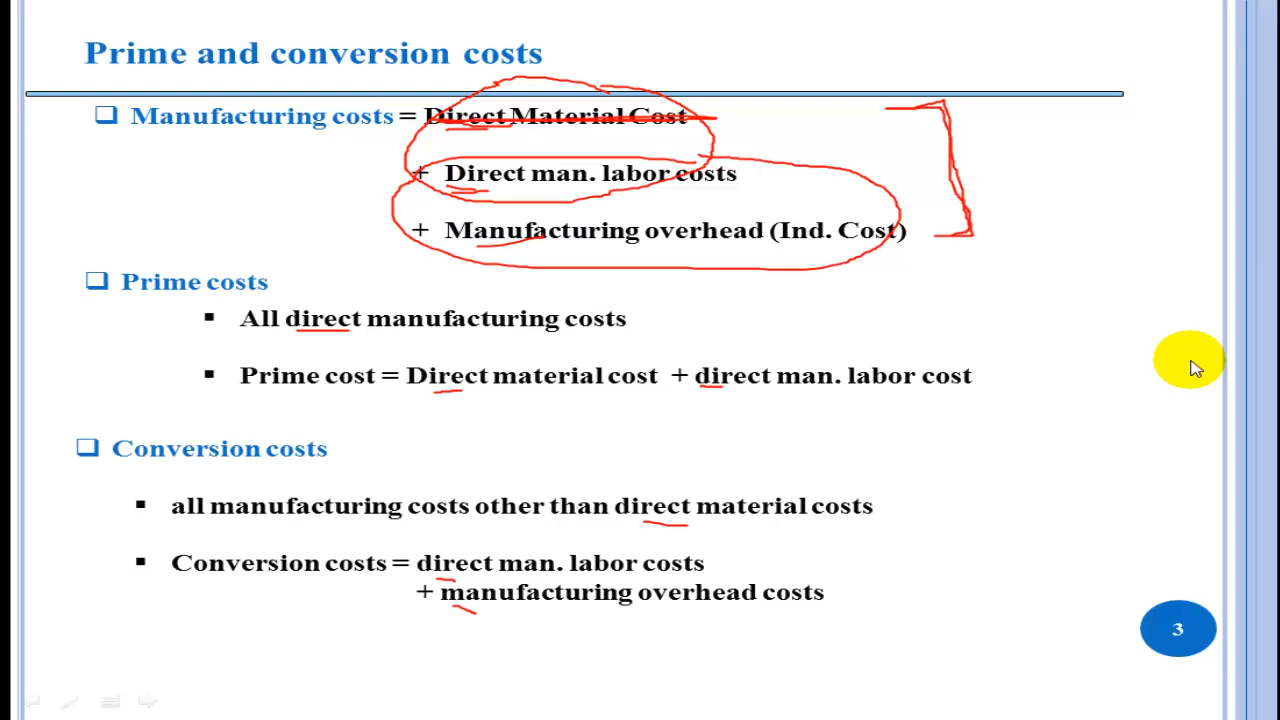 Prime and conversion costs
Manufacturing costs = Direct Material Cost
+ Direct man. labor costs
+ Manufacturing overhead (Ind. Cost)
Prime costs
All direct manufacturing costs
Prime cost = Direct material cost + direct man. labor cost
Conversion costs
all manufacturing costs other than direct material costs
Conversion costs = direct man. labor costs
+ manufacturing overhead costs
3